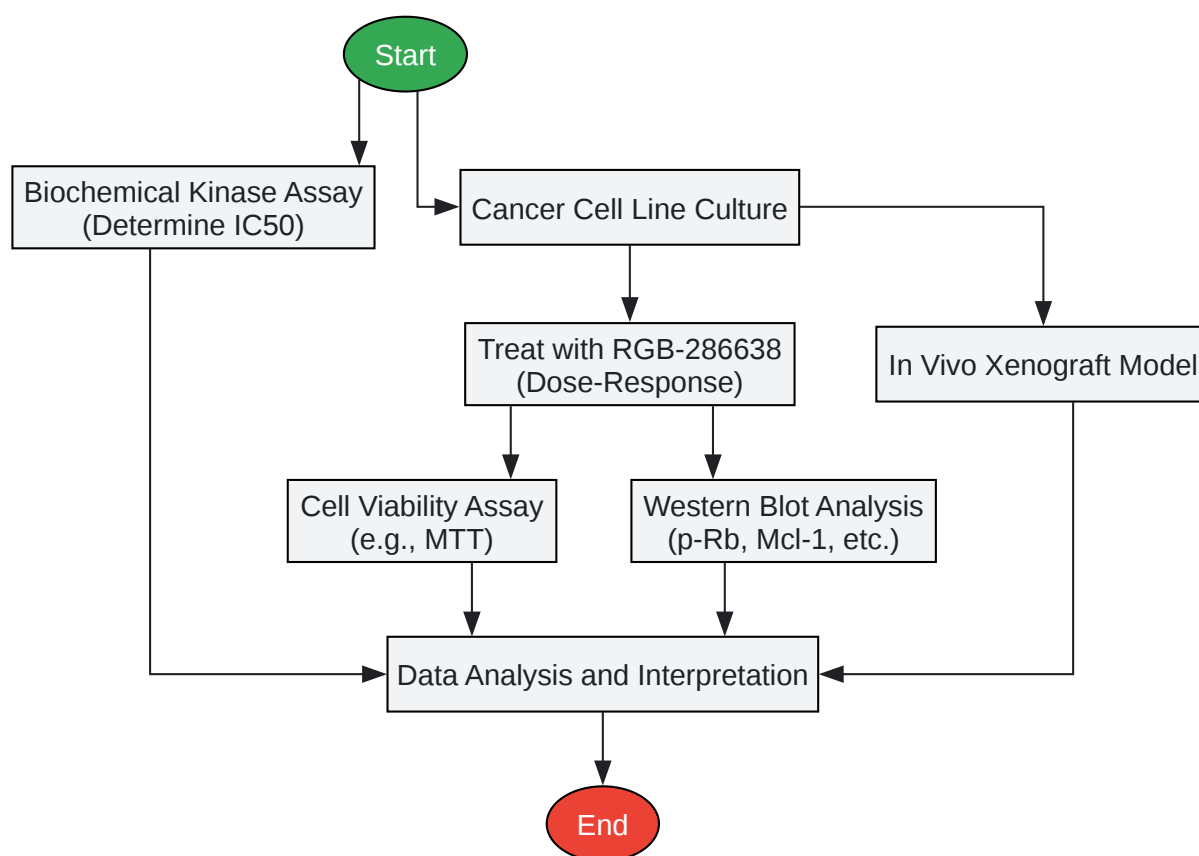 Start
Biochemical Kinase Assay
(Determine IC50)
Cancer Cell Line Culture
Treat with RGB-286638
(Dose-Response)
In Vivo Xenograft Model
Cell Viability Assay
(e.g., MTT)
Western Blot Analysis
(p-Rb, Mcl-1, etc.)
Data Analysis and Interpretation
End